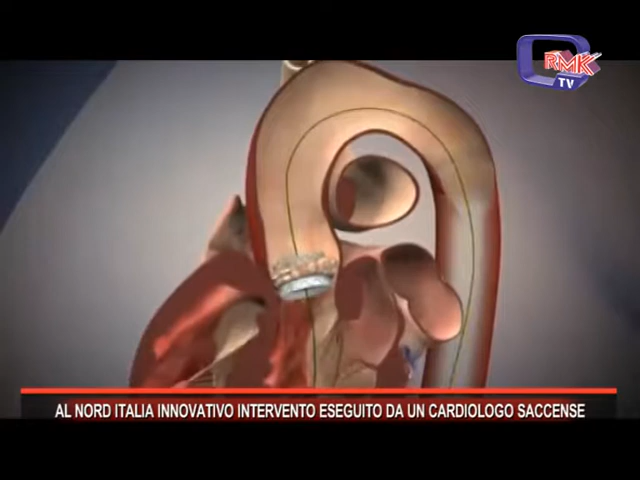 RMK
TV
AL NORD ITALIA INNOVATIVO INTERVENTO ESEGUITO DA UN CARDIOLOGO SACCENSE